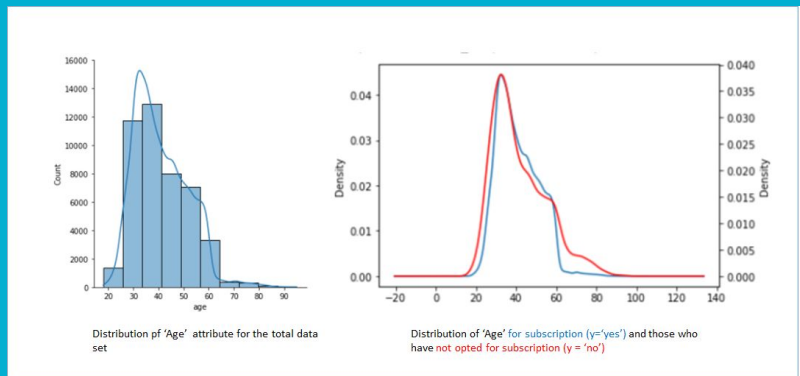 16000
14000
12000
10000
8000
6000
4000
2000
0
Count
20 30 40 50 60 70 80 90
age
0.04
0.03
0.02
0.01
0.00
Density
0.040
0.035
0.030
0.025
0.020
0.015
0.010
0.005
0.000
Density
−20 0 20 40 60 80 100 120 140
Distribution pf 'Age' attribute for the total data
set
Distribution of 'Age' for subscription (y='yes') and those who
have not opted for subscription (y = 'no')